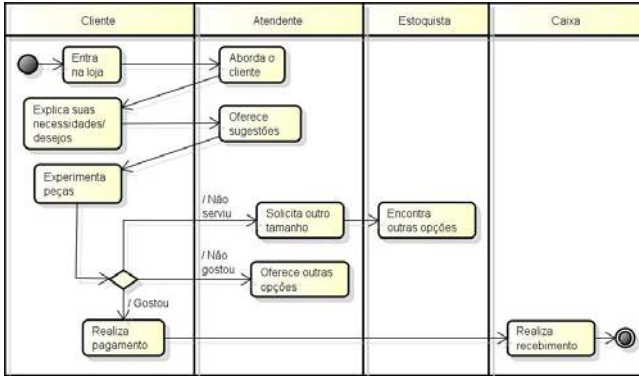 Cliente
Atendente
Estoquista
Caixa
Entra
na loja
Aborda o
cliente
Explica suas
necessidades/
desejos
Oferece
sugestões
Experimenta
peças
/ Não
serviu
Solicita outro
tamanho
Encontra
outras opções
/ Não
gostou
Oferece outras
opções
/ Gostou
Realiza
pagamento
Realiza
recebimento